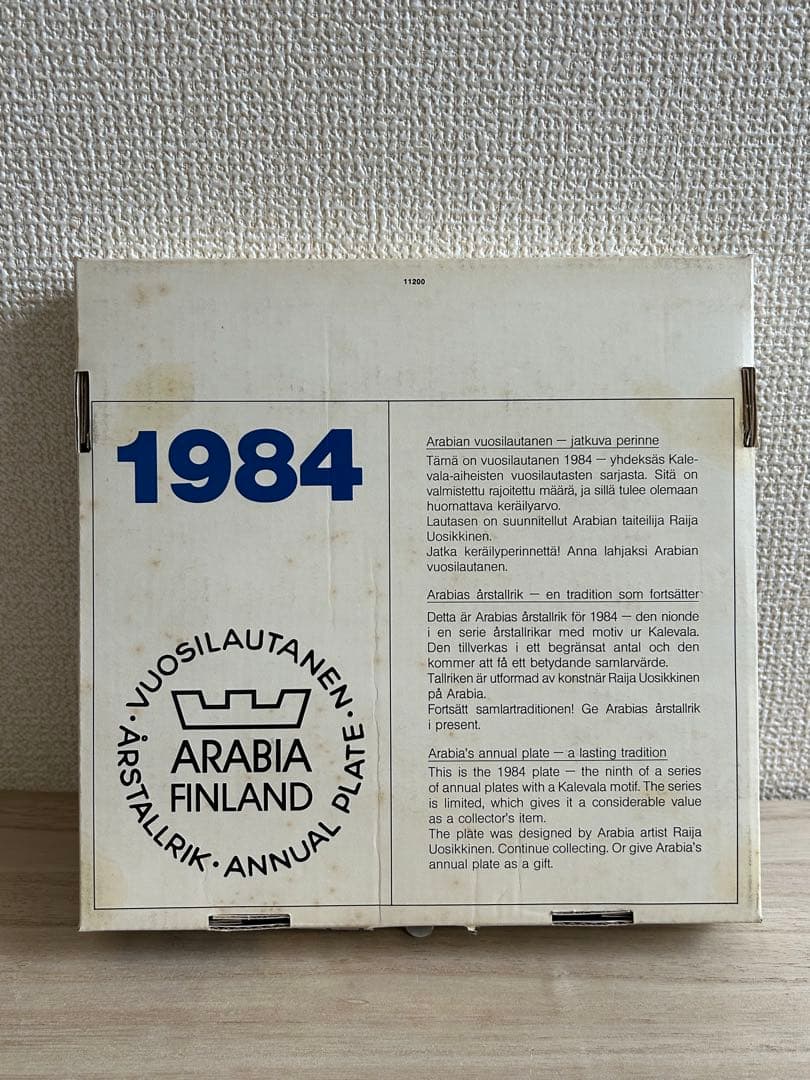 11200
1984
VUOSILAUTANEN · ANNUAL PLATE · ÅRSTALLRIK ·
ARABIA
FINLAND
Arabian vuosilautanen — jatkuva perinne
Tämä on vuosilautanen 1984 — yhdeksäs Kale-
vala-aiheisten vuosilautasten sarjasta. Sitä on
valmistettu rajoitettu määrä, ja sillä tulee olemaan
huomattava keräilyarvo.
Lautasen on suunnitellut Arabian taiteilija Raija
Uosikkinen.
Jatka keräilyperinnettä! Anna lahjaksi Arabian
vuosilautanen.
Arabias årstallrik — en tradition som fortsätter
Detta är Arabias årstallrik för 1984 — den nionde
i en serie årstallrikar med motiv ur Kalevala.
Den tillverkas i ett begränsat antal och den
kommer att få ett betydande samlarvärde.
Tallriken är utformad av konstnär Raija Uosikkinen
på Arabia.
Fortsätt samlartraditionen! Ge Arabias årstallrik
i present.
Arabia's annual plate — a lasting tradition
This is the 1984 plate — the ninth of a series
of annual plates with a Kalevala motif. The series
is limited, which gives it a considerable value
as a collector's item.
The plate was designed by Arabia artist Raija
Uosikkinen. Continue collecting. Or give Arabia's
annual plate as a gift.